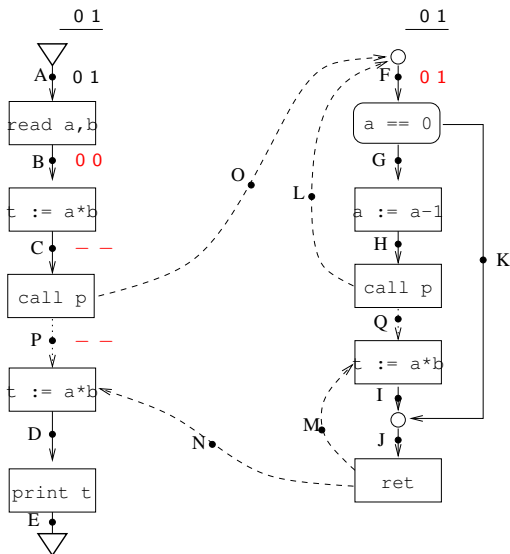 0 1
A 0 1
read a,b
B 0 0
t := a*b
C – –
call p
P – –
t := a*b
D
print t
E
O
N
0 1
F 0 1
a == 0
G
a := a-1
L
H
K
call p
Q
t := a*b
I
M
J
ret